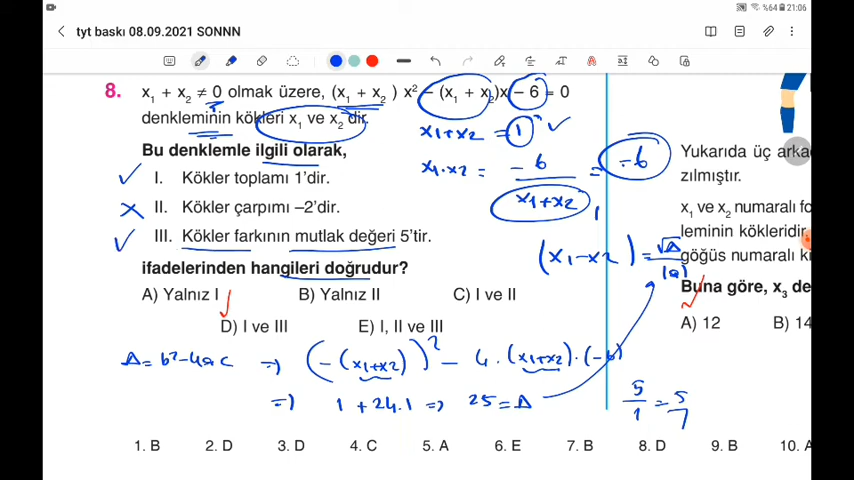 %64 21:06
tyt baskı 08.09.2021 SONNN
8. x₁ + x₂ ≠ 0 olmak üzere, (x₁ + x₂ ) x² – (x₁ + x₂)x – 6 = 0
denkleminin kökleri x₁ ve x₂ dir.
x₁+x₂ = 1 ✓
Bu denklemle ilgili olarak,
x₁.x₂ = -6 / x₁+x₂ = -6
I. Kökler toplamı 1'dir.
II. Kökler çarpımı –2'dir.
III. Kökler farkının mutlak değeri 5'tir.
(x₁-x₂) = √Δ / |a|
ifadelerinden hangileri doğrudur?
A) Yalnız I B) Yalnız II C) I ve II
D) I ve III E) I, II ve III
Δ = b²-4ac ⇒ (-(x₁+x₂))² - 4.(x₁+x₂).(-6)
⇒ 1 + 24.1 ⇒ 25 = Δ
5/1 = 5/7
Yukarıda üç arka
zılmıştır.
x₁ ve x₂ numaralı fo
leminin kökleridir
göğüs numaralı ki
Buna göre, x₃ de
A) 12 B) 14
1. B 2. D 3. D 4. C 5. A 6. E 7. B 8. D 9. B 10. A